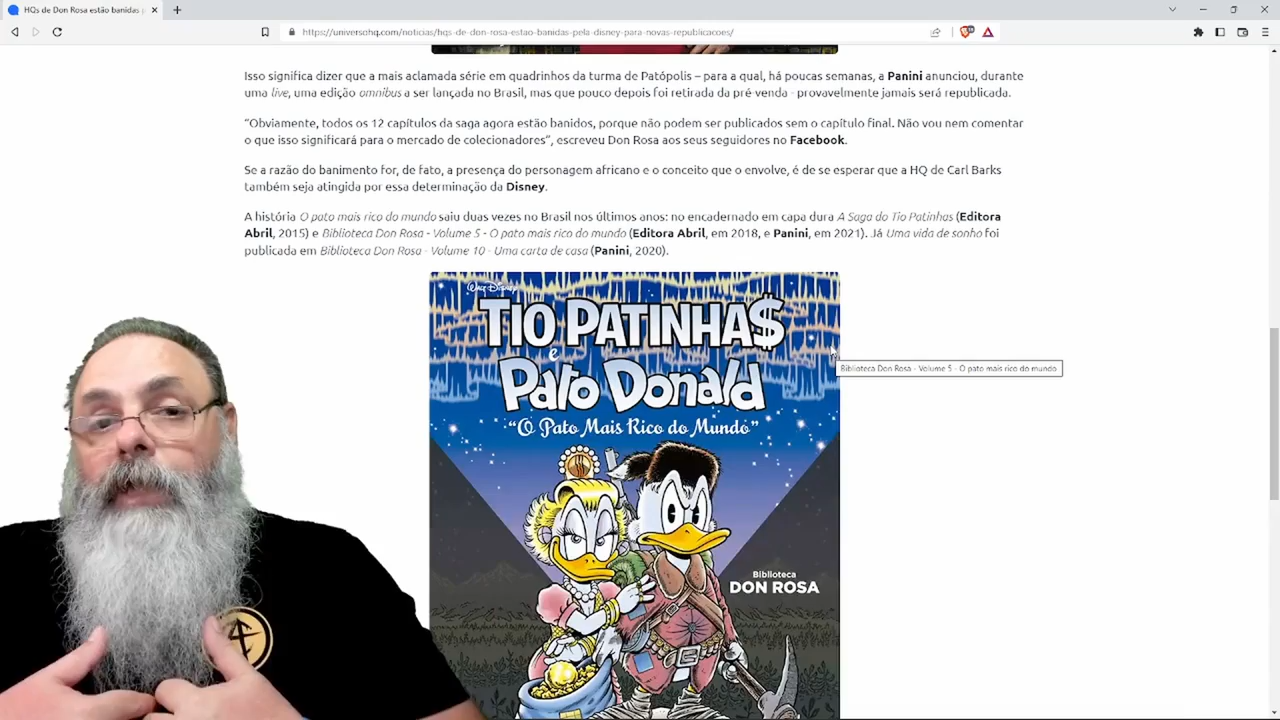 HQs de Don Rosa estão banidas p
https://universohq.com/noticias/hqs-de-don-rosa-estao-banidas-pela-disney-para-novas-republicacoes/
Isso significa dizer que a mais aclamada série em quadrinhos da turma de Patópolis – para a qual, há poucas semanas, a Panini anunciou, durante
uma live, uma edição omnibus a ser lançada no Brasil, mas que pouco depois foi retirada da pré-venda - provavelmente jamais será republicada.
“Obviamente, todos os 12 capítulos da saga agora estão banidos, porque não podem ser publicados sem o capítulo final. Não vou nem comentar
o que isso significará para o mercado de colecionadores”, escreveu Don Rosa aos seus seguidores no Facebook.
Se a razão do banimento for, de fato, a presença do personagem africano e o conceito que o envolve, é de se esperar que a HQ de Carl Barks
também seja atingida por essa determinação da Disney.
A história O pato mais rico do mundo saiu duas vezes no Brasil nos últimos anos: no encadernado em capa dura A Saga do Tio Patinhas (Editora
Abril, 2015) e Biblioteca Don Rosa - Volume 5 - O pato mais rico do mundo (Editora Abril, em 2018, e Panini, em 2021). Já Uma vida de sonho foi
publicada em Biblioteca Don Rosa - Volume 10 - Uma carta de casa (Panini, 2020).
Walt Disney
TIO PATINHA$
e
Pato Donald
“O Pato Mais Rico do Mundo”
Biblioteca Don Rosa - Volume 5 - O pato mais rico do mundo
Biblioteca
DON ROSA